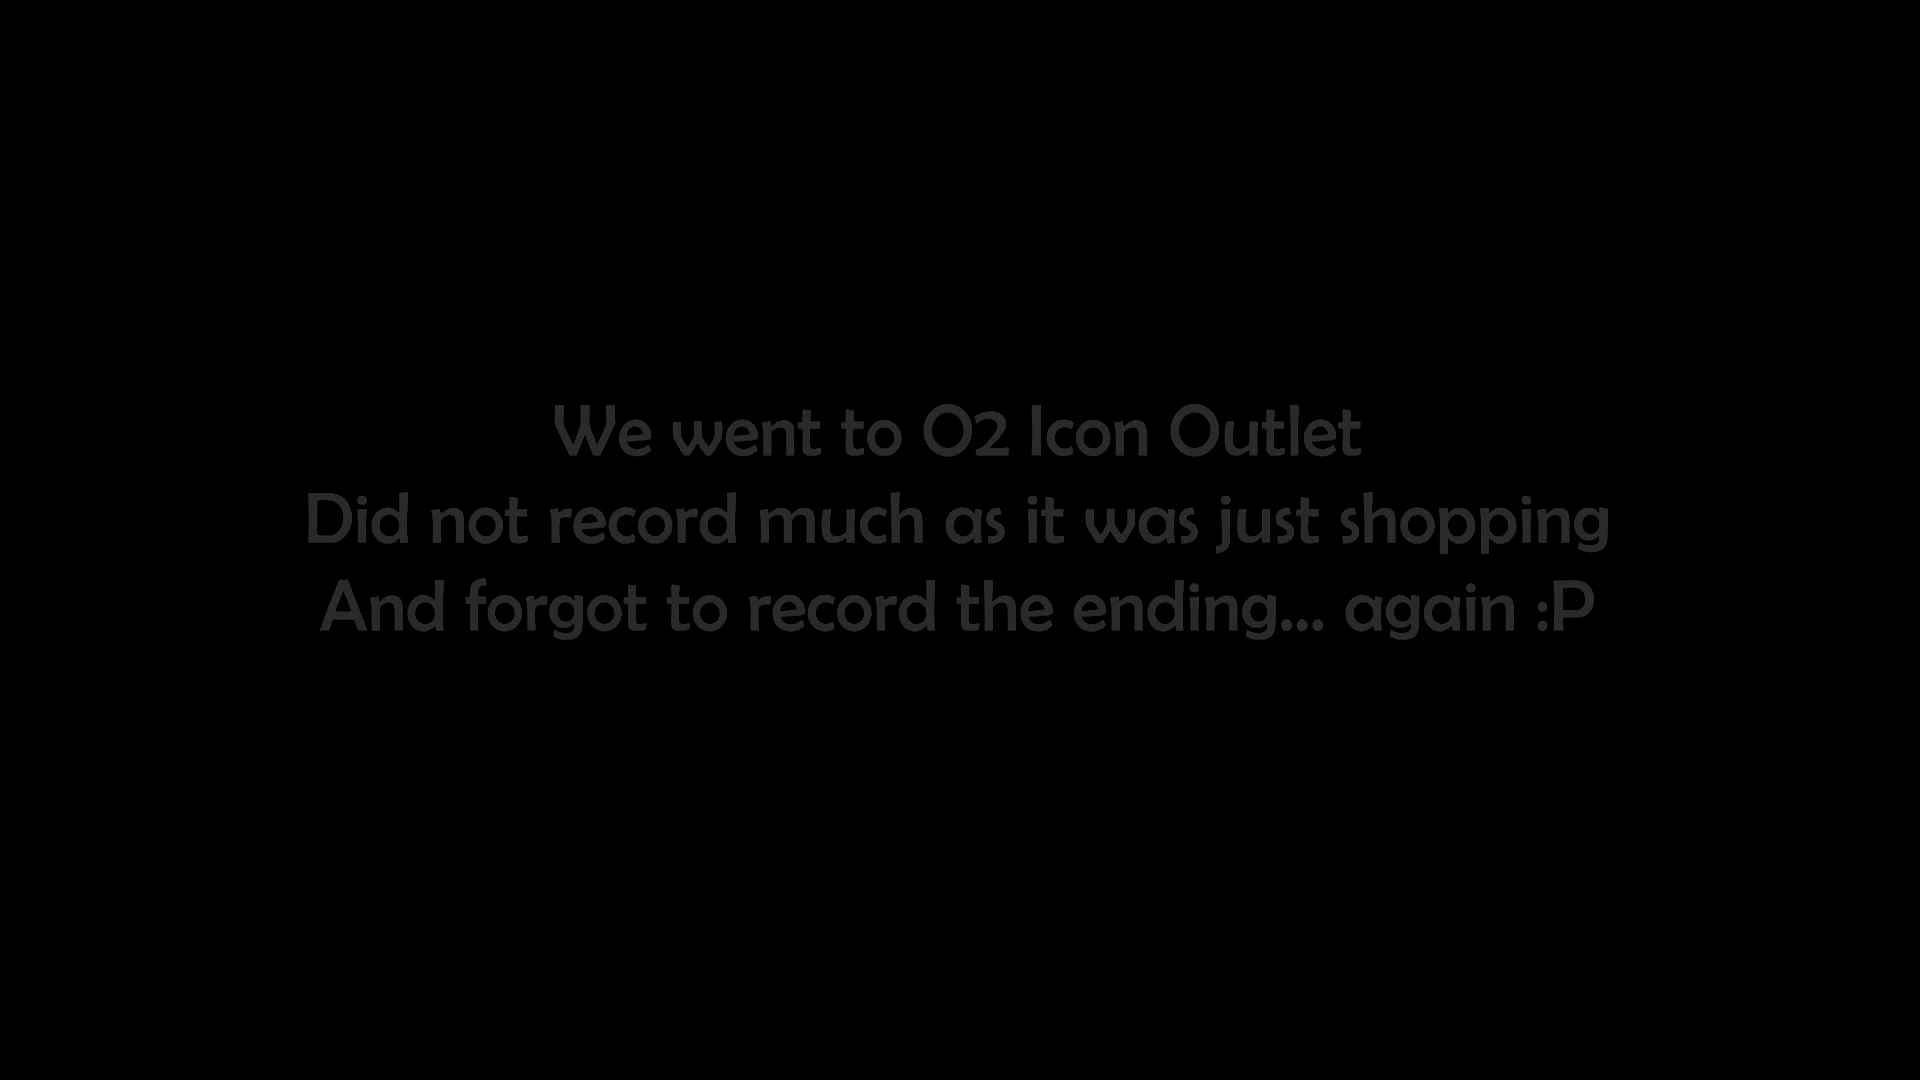 We went to O2 Icon Outlet
Did not record much as it was just shopping
And forgot to record the ending... again :P